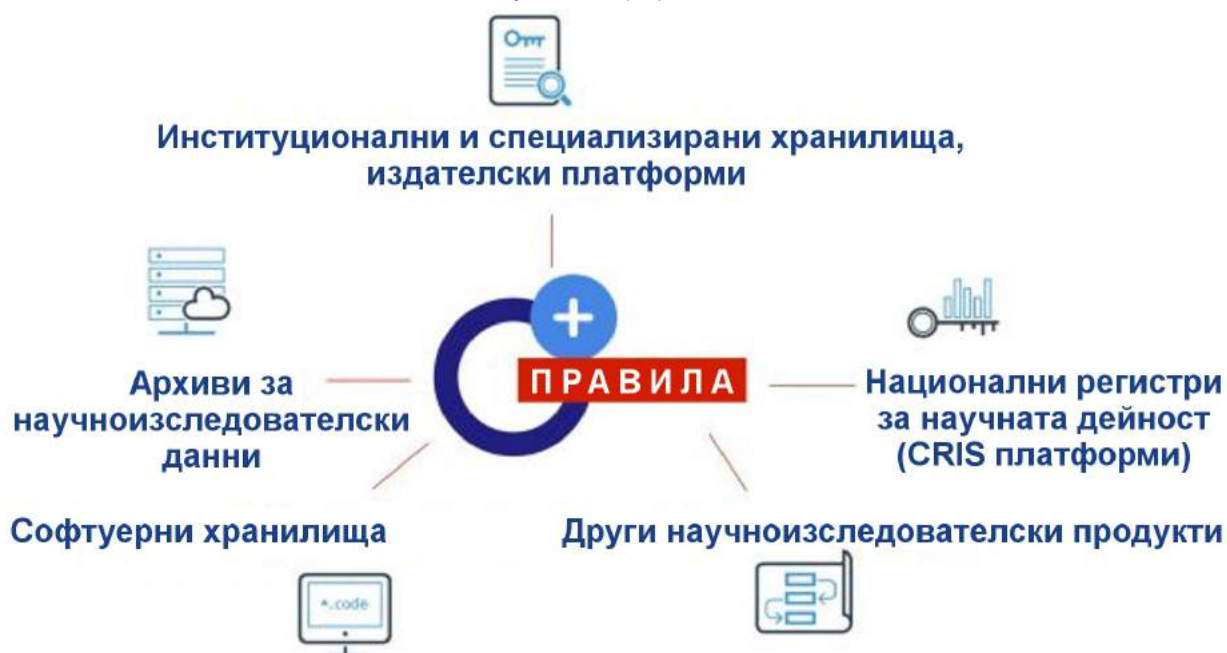 Институционални и специализирани хранилища,
издателски платформи
ПРАВИЛА
Архиви за
научноизследователски
данни
Национални регистри
за научната дейност
(CRIS платформи)
Софтуерни хранилища
Други научноизследователски продукти
*.code